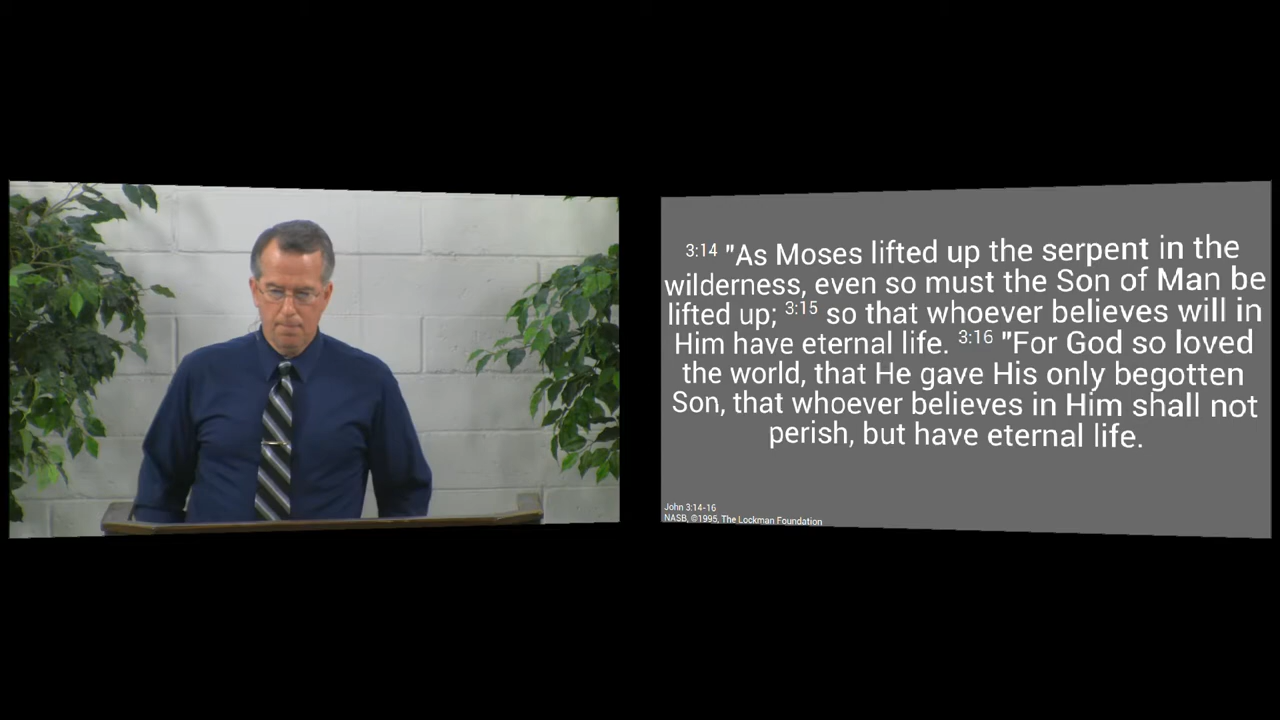 3:14 "As Moses lifted up the serpent in the
wilderness, even so must the Son of Man be
lifted up; 3:15 so that whoever believes will in
Him have eternal life. 3:16 "For God so loved
the world, that He gave His only begotten
Son, that whoever believes in Him shall not
perish, but have eternal life.
John 3:14-16
NASB, ©1995, The Lockman Foundation